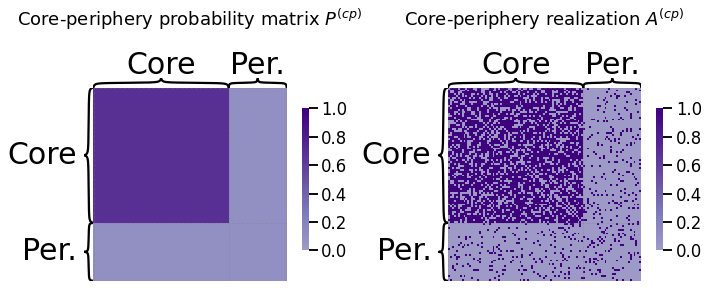 Core-periphery probability matrix P^(cp)
Core Per.
Core
Per.
1.0
0.8
0.6
0.4
0.2
0.0
Core-periphery realization A^(cp)
Core Per.
Core
Per.
1.0
0.8
0.6
0.4
0.2
0.0